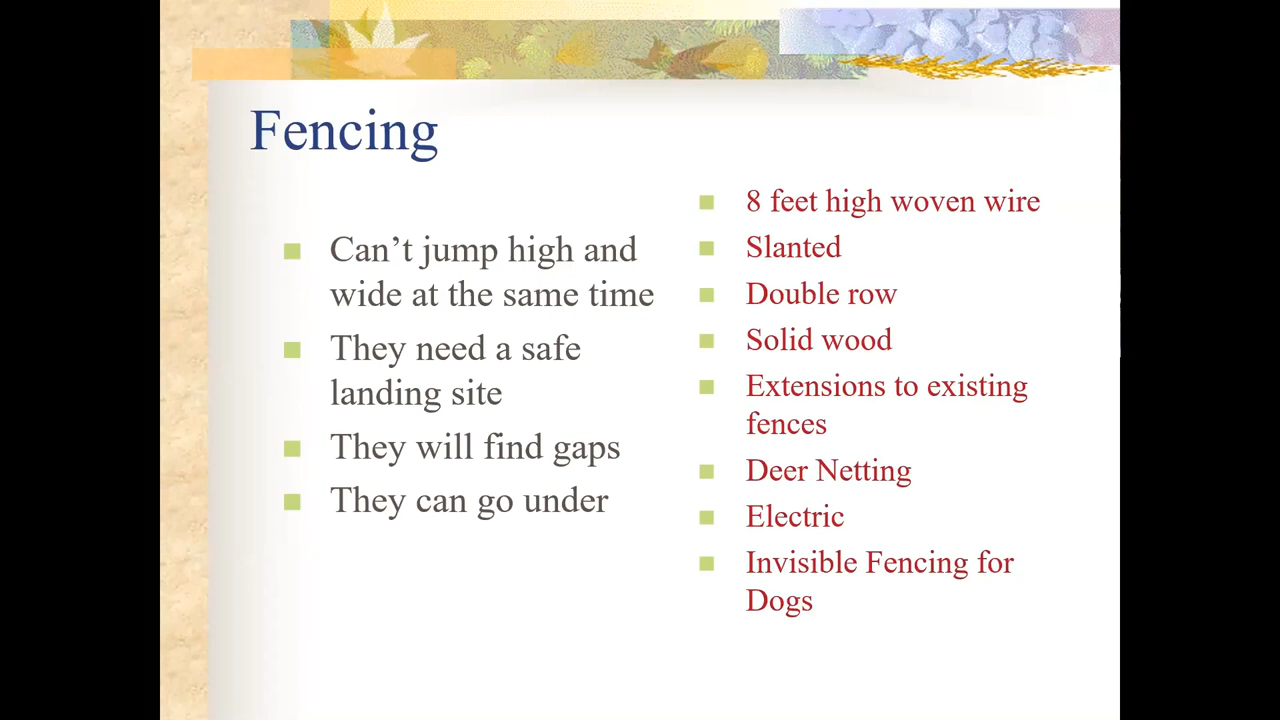 Fencing
Can’t jump high and
wide at the same time
They need a safe
landing site
They will find gaps
They can go under
8 feet high woven wire
Slanted
Double row
Solid wood
Extensions to existing
fences
Deer Netting
Electric
Invisible Fencing for
Dogs